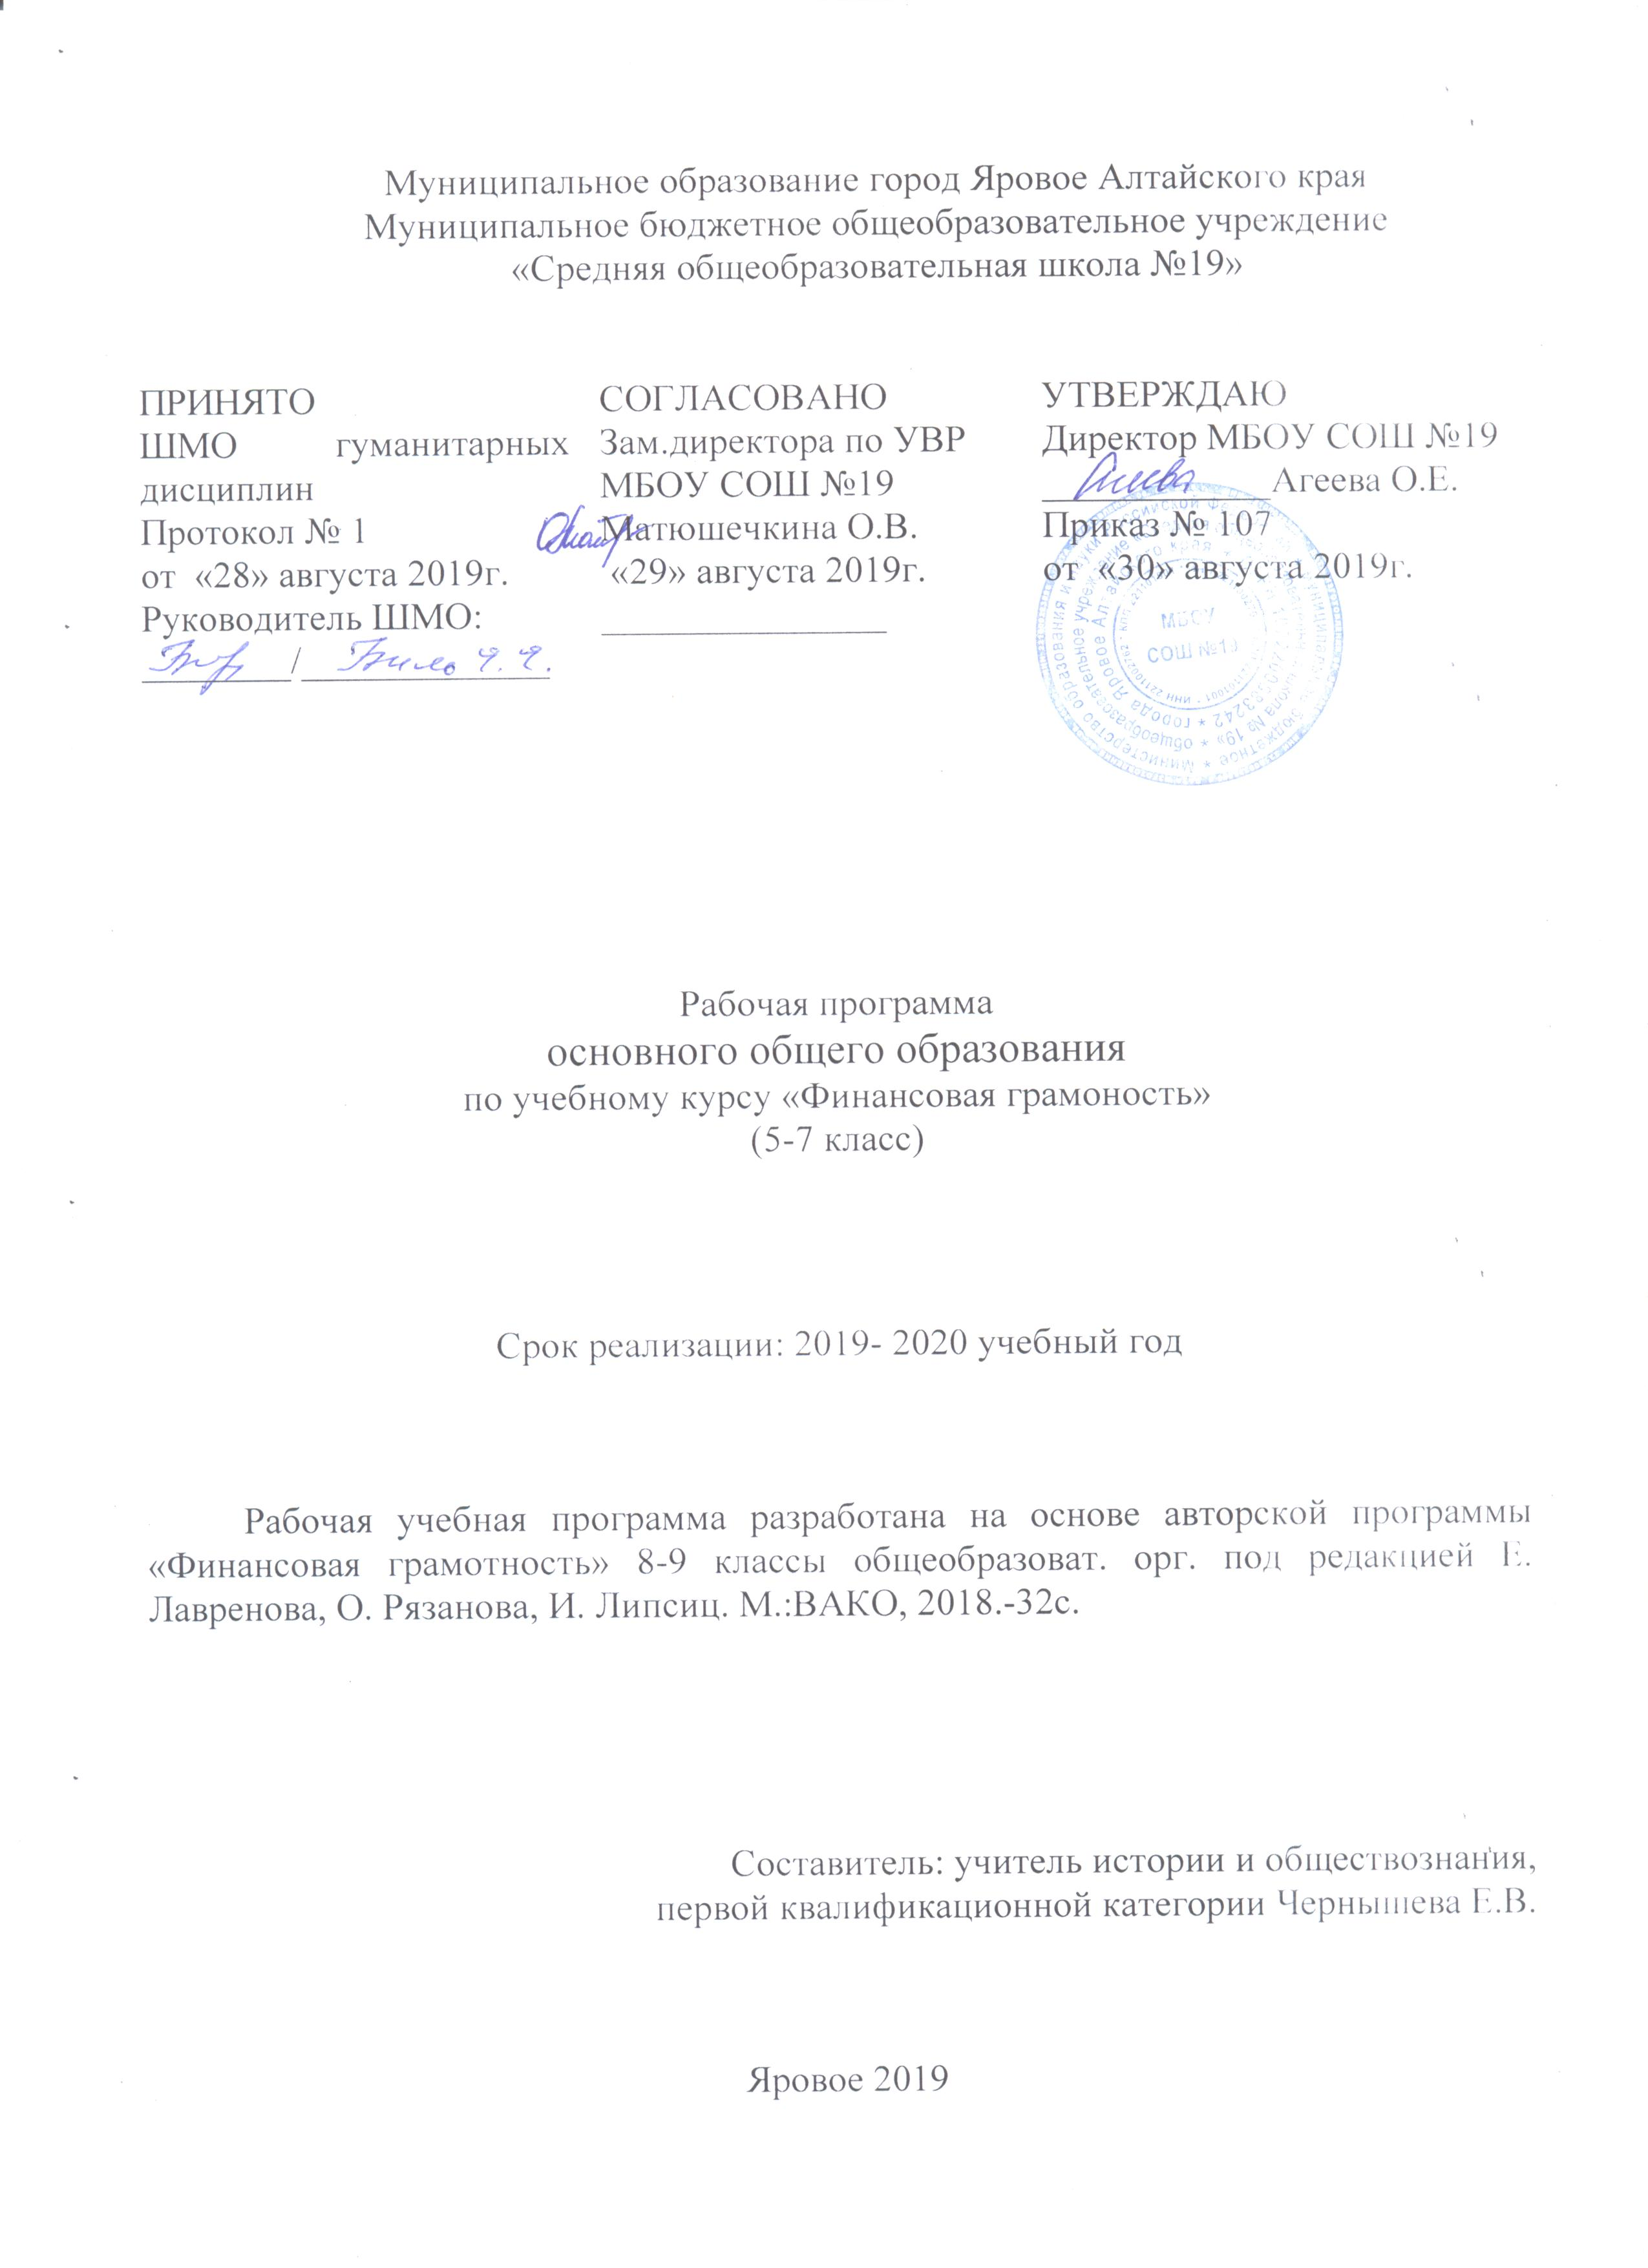 Муниципальное образование город Яровое Алтайского края
Муниципальное бюджетное общеобразовательное учреждение
«Средняя общеобразовательная школа №19»
ПРИНЯТО
ШМО гуманитарных
дисциплин
Протокол № 1
от «28» августа 2019г.
Руководитель ШМО:
/
СОГЛАСОВАНО
Зам.директора по УВР
МБОУ СОШ №19
Матюшечкина О.В.
«29» августа 2019г.
УТВЕРЖДАЮ
Директор МБОУ СОШ №19
Агеева О.Е.
Приказ № 107
от «30» августа 2019г.
МБОУ
СОШ №19
Рабочая программа
основного общего образования
по учебному курсу «Финансовая грамоность»
(5-7 класс)
Срок реализации: 2019- 2020 учебный год
Рабочая учебная программа разработана на основе авторской программы
«Финансовая грамотность» 8-9 классы общеобразоват. орг. под редакцией Е.
Лавренова, О. Рязанова, И. Липсиц. М.:ВАКО, 2018.-32с.
Составитель: учитель истории и обществознания,
первой квалификационной категории Чернышева Е.В.
Яровое 2019